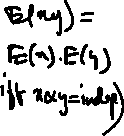 E(xy) =
E(x).E(y)
iff x&y=indep)